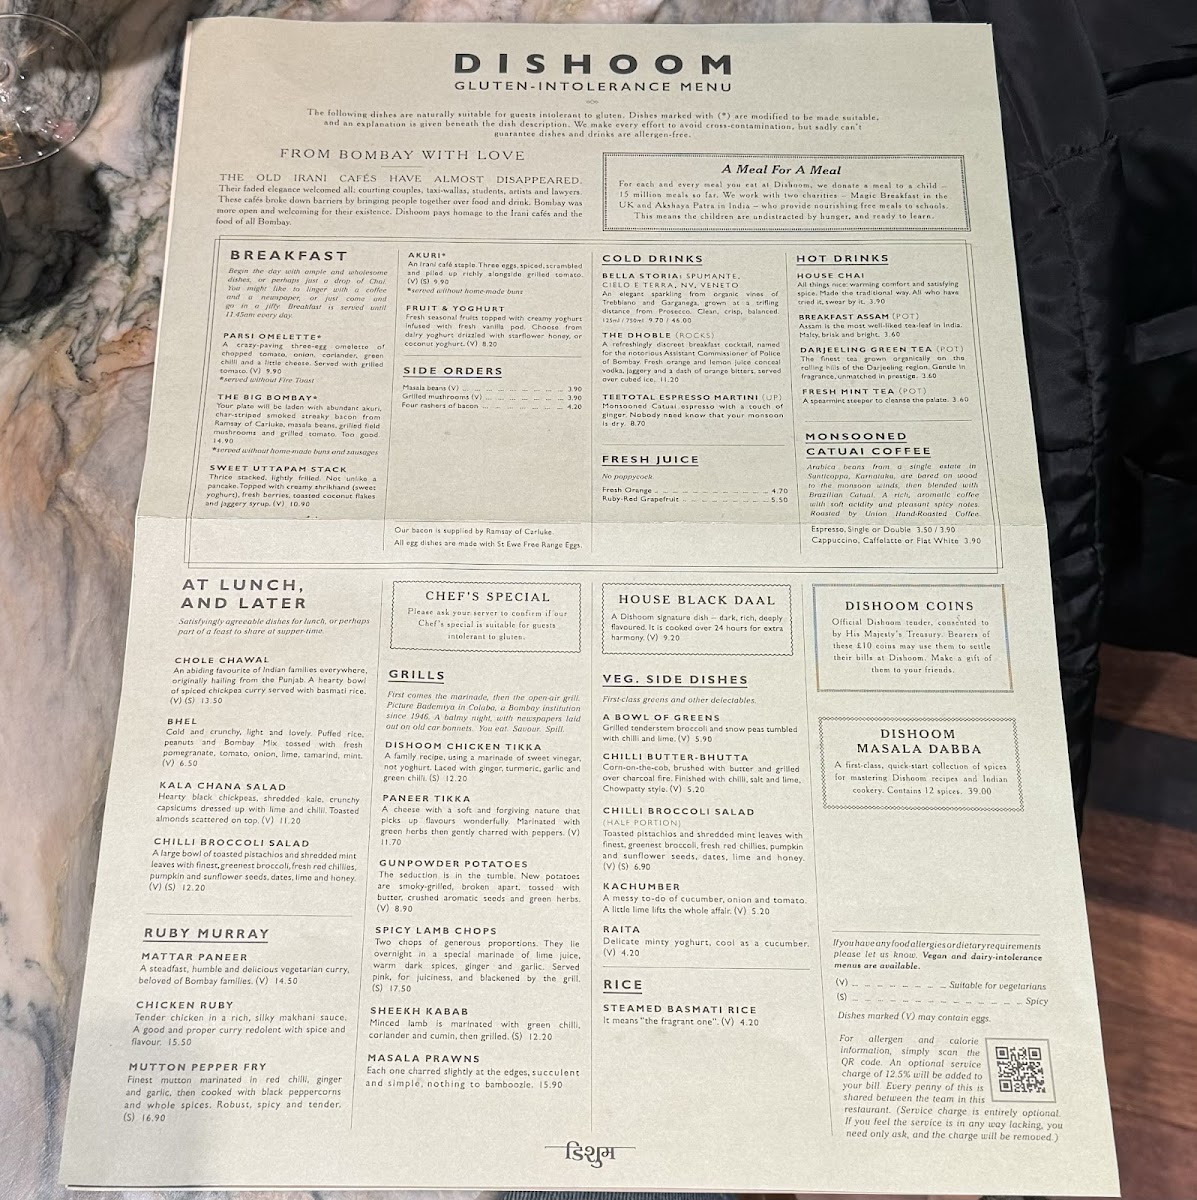 DISHOOM
GLUTEN-INTOLERANCE MENU
The following dishes are naturally suitable for guests intolerant to gluten. Dishes marked with (*) are modified to be made suitable,
and an explanation is given beneath the dish description. We make every effort to avoid cross-contamination, but sadly can't
guarantee dishes and drinks are allergen-free.
FROM BOMBAY WITH LOVE
THE OLD IRANI CAFÉS HAVE ALMOST DISAPPEARED.
Their faded elegance welcomed all: courting couples, taxi-wallas, students, artists and lawyers.
These cafés broke down barriers by bringing people together over food and drink. Bombay was
more open and welcoming for their existence. Dishoom pays homage to the Irani cafés and the
food of all Bombay.
A Meal For A Meal
For each and every meal you eat at Dishoom, we donate a meal to a child –
15 million meals so far. We work with two charities – Magic Breakfast in the
UK and Akshaya Patra in India – who provide nourishing free meals to schools.
This means the children are undistracted by hunger, and ready to learn.
BREAKFAST
Begin the day with ample and wholesome
dishes, or perhaps just a drop of Chai.
You might like to linger with a coffee
and a newspaper, or just come and
go in a jiffy. Breakfast is served until
11:45am every day.
PARSI OMELETTE*
A crazy-paving three-egg omelette of
chopped tomato, onion, coriander, green
chilli and a little cheese. Served with grilled
tomato. (V) 9.90
*served without Fire Toast
THE BIG BOMBAY*
Your plate will be laden with abundant akuri,
char-striped smoked streaky bacon from
Ramsay of Carluke, masala beans, grilled field
mushrooms and grilled tomato. Too good.
14.90
*served without home-made buns and sausages
SWEET UTTAPAM STACK
Thrice stacked, lightly frilled. Not unlike a
pancake. Topped with creamy shrikhand (sweet
yoghurt), fresh berries, toasted coconut flakes
and jaggery syrup. (V) 10.90
AKURI*
An Irani café staple. Three eggs, spiced, scrambled
and piled up richly alongside grilled tomato.
(V) (S) 9.90
*served without home-made buns
FRUIT & YOGHURT
Fresh seasonal fruits topped with creamy yoghurt
infused with fresh vanilla pod. Choose from
dairy yoghurt drizzled with starflower honey, or
coconut yoghurt. (V) 8.20
SIDE ORDERS
Masala beans (V) 3.90
Grilled mushrooms (V) 3.90
Four rashers of bacon 4.20
Our bacon is supplied by Ramsay of Carluke.
All egg dishes are made with St Ewe Free Range Eggs.
COLD DRINKS
BELLA STORIA: SPUMANTE,
CIELO E TERRA, NV, VENETO
An elegant sparkling from organic vines of
Trebbiano and Garganega, grown at a trifling
distance from Prosecco. Clean, crisp, balanced.
125ml / 750ml 9.70 / 46.00
THE DHOBLE (ROCKS)
A refreshingly discreet breakfast cocktail, named
for the notorious Assistant Commissioner of Police
of Bombay. Fresh orange and lemon juice conceal
vodka, jaggery and a dash of orange bitters, served
over cubed ice. 11.20
TEETOTAL ESPRESSO MARTINI (UP)
Monsooned Catuai espresso with a touch of
ginger. Nobody need know that your monsoon
is dry. 8.70
FRESH JUICE
No poppycock.
Fresh Orange 4.70
Ruby-Red Grapefruit 5.50
HOT DRINKS
HOUSE CHAI
All things nice: warming comfort and satisfying
spice. Made the traditional way. All who have
tried it, swear by it. 3.90
BREAKFAST ASSAM (POT)
Assam is the most well-liked tea-leaf in India.
Malty, brisk and bright. 3.60
DARJEELING GREEN TEA (POT)
The finest tea grown organically on the
rolling hills of the Darjeeling region. Gentle in
fragrance, unmatched in prestige. 3.60
FRESH MINT TEA (POT)
A spearmint steeper to cleanse the palate. 3.60
MONSOONED
CATUAI COFFEE
Arabica beans from a single estate in
Sunticoppa, Karnataka, are bared on wood
to the monsoon winds, then blended with
Brazilian Catuai. A rich, aromatic coffee
with soft acidity and pleasant spicy notes.
Roasted by Union Hand-Roasted Coffee.
Espresso, Single or Double 3.50 / 3.90
Cappuccino, Caffelatte or Flat White 3.90
AT LUNCH,
AND LATER
Satisfyingly agreeable dishes for lunch, or perhaps
part of a feast to share at supper-time.
CHOLE CHAWAL
An abiding favourite of Indian families everywhere,
originally hailing from the Punjab. A hearty bowl
of spiced chickpea curry served with basmati rice.
(V) (S) 13.50
BHEL
Cold and crunchy, light and lovely. Puffed rice,
peanuts and Bombay Mix tossed with fresh
pomegranate, tomato, onion, lime, tamarind, mint.
(V) 6.50
KALA CHANA SALAD
Hearty black chickpeas, shredded kale, crunchy
capsicums dressed up with lime and chilli. Toasted
almonds scattered on top. (V) 11.20
CHILLI BROCCOLI SALAD
A large bowl of toasted pistachios and shredded mint
leaves with finest, greenest broccoli, fresh red chillies,
pumpkin and sunflower seeds, dates, lime and honey.
(V) (S) 12.20
RUBY MURRAY
MATTAR PANEER
A steadfast, humble and delicious vegetarian curry,
beloved of Bombay families. (V) 14.50
CHICKEN RUBY
Tender chicken in a rich, silky makhani sauce.
A good and proper curry redolent with spice and
flavour. 15.50
MUTTON PEPPER FRY
Finest mutton marinated in red chilli, ginger
and garlic, then cooked with black peppercorns
and whole spices. Robust, spicy and tender.
(S) 16.90
CHEF'S SPECIAL
Please ask your server to confirm if our
Chef's special is suitable for guests
intolerant to gluten.
GRILLS
First comes the marinade, then the open-air grill.
Picture Bademiya in Colaba, a Bombay institution
since 1946. A balmy night, with newspapers laid
out on old car bonnets. You eat. Savour. Spill.
DISHOOM CHICKEN TIKKA
A family recipe, using a marinade of sweet vinegar,
not yoghurt. Laced with ginger, turmeric, garlic and
green chilli. (S) 12.20
PANEER TIKKA
A cheese with a soft and forgiving nature that
picks up flavours wonderfully. Marinated with
green herbs then gently charred with peppers. (V)
11.70
GUNPOWDER POTATOES
The seduction is in the tumble. New potatoes
are smoky-grilled, broken apart, tossed with
butter, crushed aromatic seeds and green herbs.
(V) 8.90
SPICY LAMB CHOPS
Two chops of generous proportions. They lie
overnight in a special marinade of lime juice,
warm dark spices, ginger and garlic. Served
pink, for juiciness, and blackened by the grill.
(S) 17.50
SHEEKH KABAB
Minced lamb is marinated with green chilli,
coriander and cumin, then grilled. (S) 12.20
MASALA PRAWNS
Each one charred slightly at the edges, succulent
and simple, nothing to bamboozle. 15.90
HOUSE BLACK DAAL
A Dishoom signature dish – dark, rich, deeply
flavoured. It is cooked over 24 hours for extra
harmony. (V) 9.20
VEG. SIDE DISHES
First-class greens and other delectables.
A BOWL OF GREENS
Grilled tenderstem broccoli and snow peas tumbled
with chilli and lime. (V) 5.90
CHILLI BUTTER-BHUTTA
Corn-on-the-cob, brushed with butter and grilled
over charcoal fire. Finished with chilli, salt and lime,
Chowpatty style. (V) 5.20
CHILLI BROCCOLI SALAD
(HALF PORTION)
Toasted pistachios and shredded mint leaves with
finest, greenest broccoli, fresh red chillies, pumpkin
and sunflower seeds, dates, lime and honey.
(V) (S) 6.90
KACHUMBER
A messy to-do of cucumber, onion and tomato.
A little lime lifts the whole affair. (V) 5.20
RAITA
Delicate minty yoghurt, cool as a cucumber.
(V) 4.20
RICE
STEAMED BASMATI RICE
It means "the fragrant one". (V) 4.20
DISHOOM COINS
Official Dishoom tender, consented to
by His Majesty's Treasury. Bearers of
these £10 coins may use them to settle
their bills at Dishoom. Make a gift of
them to your friends.
DISHOOM
MASALA DABBA
A first-class, quick-start collection of spices
for mastering Dishoom recipes and Indian
cookery. Contains 12 spices. 39.00
If you have any food allergies or dietary requirements
please let us know. Vegan and dairy-intolerance
menus are available.
(V) Suitable for vegetarians
(S) Spicy
Dishes marked (V) may contain eggs.
For allergen and calorie
information, simply scan the
QR code. An optional service
charge of 12.5% will be added to
your bill. Every penny of this is
shared between the team in this
restaurant. (Service charge is entirely optional.
If you feel the service is in any way lacking, you
need only ask, and the charge will be removed.)
डिशूम